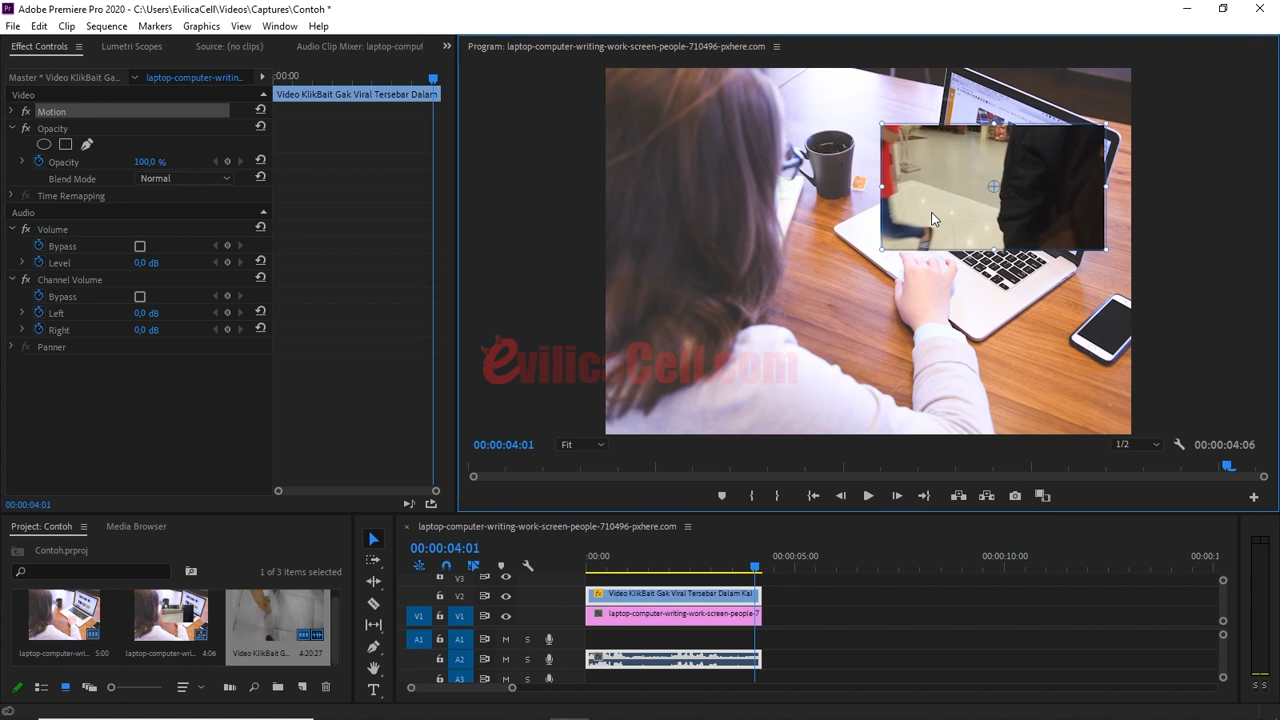 Adobe Premiere Pro 2020 - C:\Users\EvilicaCell\Videos\Captures\Contoh *
File Edit Clip Sequence Markers Graphics View Window Help
Effect Controls Lumetri Scopes Source: (no clips) Audio Clip Mixer: laptop-comput
Program: laptop-computer-writing-work-screen-people-710496-pxhere.com
Master * Video KlikBait Ga... laptop-computer-writin... :00:00
Video
Video KlikBait Gak Viral Tersebar Dalam
fx Motion
fx Opacity
Opacity 100,0 %
Blend Mode Normal
fx Time Remapping
Audio
fx Volume
Bypass
Level 0,0 dB
fx Channel Volume
Bypass
Left 0,0 dB
Right 0,0 dB
fx Panner
EvilicaCell.com
00:00:04:01 Fit 1/2 00:00:04:06
00:00:04:01
Project: Contoh Media Browser
Contoh.prproj
1 of 3 items selected
laptop-computer-wri... 5:00
laptop-computer-wri... 4:06
Video KlikBait G... 4:20:27
laptop-computer-writing-work-screen-people-710496-pxhere.com
00:00:04:01
:00:00 00:00:05:00 00:00:10:00 00:00:1
V3
V2 fx Video KlikBait Gak Viral Tersebar Dalam Kal
V1 V1 laptop-computer-writing-work-screen-people-7
A1 A1 M S
A2 M S
A3 M S
S S